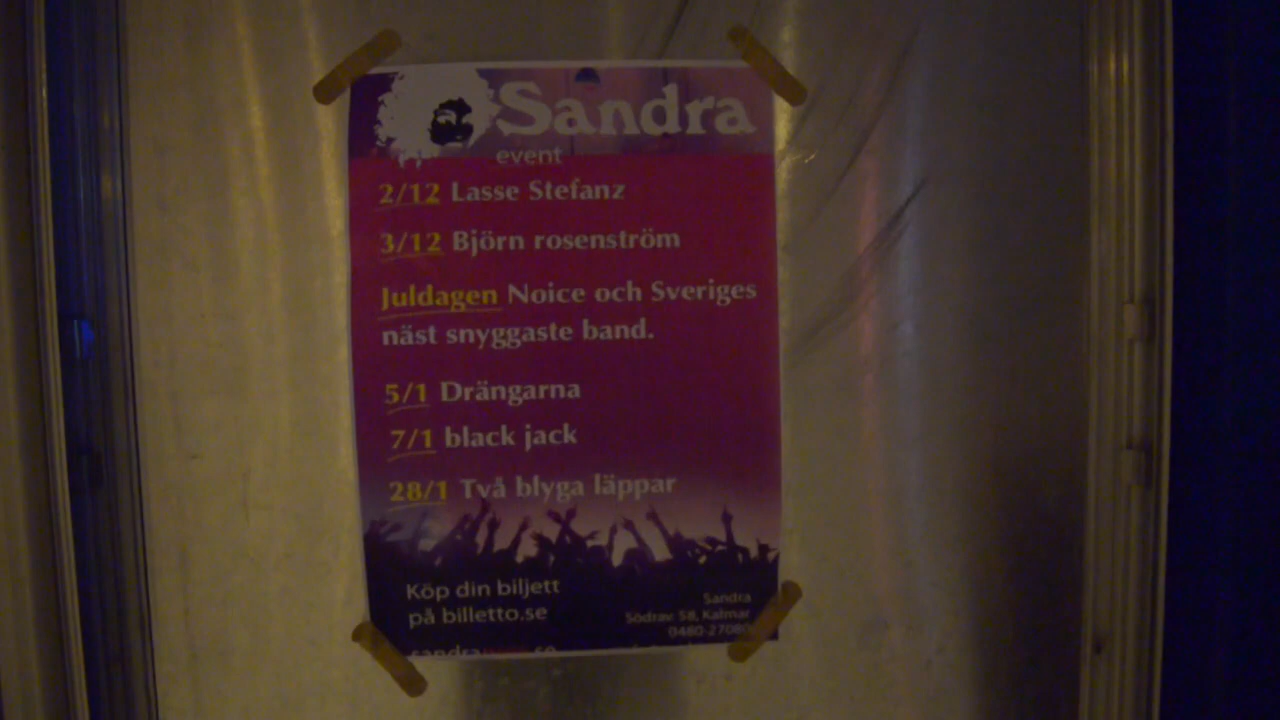 Sandra
event
2/12 Lasse Stefanz
3/12 Björn rosenström
Juldagen Noice och Sveriges
näst snyggaste band.
5/1 Drängarna
7/1 black jack
28/1 Två blyga läppar
Köp din biljett
på billetto.se
Sandra
Södrav. 58, Kalmar
0480-27080